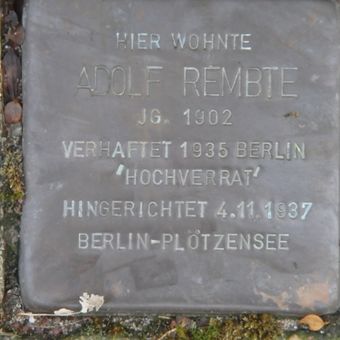 HIER WOHNTE
ADOLF REMBTE
JG. 1902
VERHAFTET 1935 BERLIN
'HOCHVERRAT'
HINGERICHTET 4.11.1937
BERLIN-PLÖTZENSEE